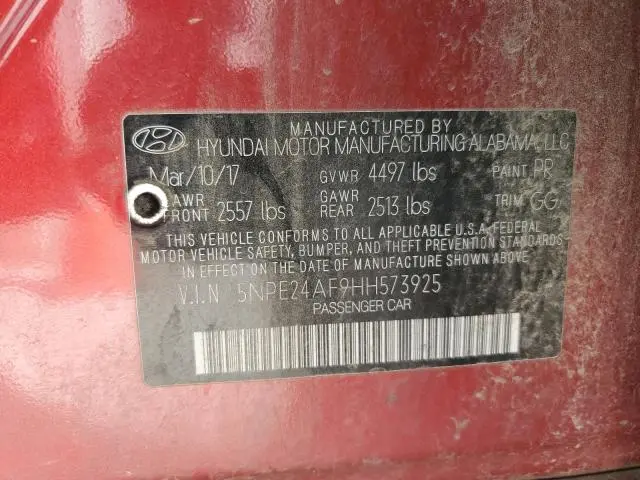 MANUFACTURED BY
HYUNDAI MOTOR MANUFACTURING ALABAMA, LLC
Mar/10/17 GVWR 4497 lbs PAINT PR
GAWR FRONT 2557 lbs GAWR REAR 2513 lbs TRIM GG
THIS VEHICLE CONFORMS TO ALL APPLICABLE U.S.A. FEDERAL
MOTOR VEHICLE SAFETY, BUMPER, AND THEFT PREVENTION STANDARDS
IN EFFECT ON THE DATE OF MANUFACTURE SHOWN ABOVE
V.I.N 5NPE24AF9HH573925
PASSENGER CAR